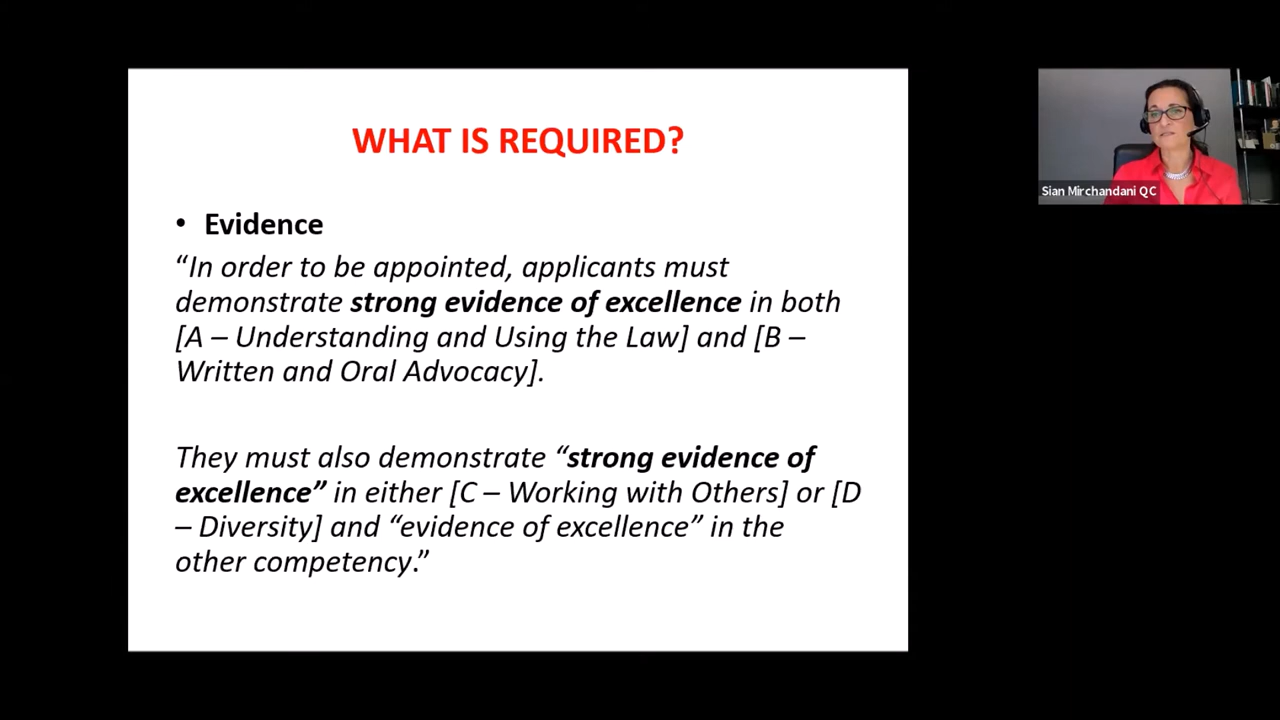 WHAT IS REQUIRED?
• Evidence
“In order to be appointed, applicants must
demonstrate strong evidence of excellence in both
[A – Understanding and Using the Law] and [B –
Written and Oral Advocacy].
They must also demonstrate “strong evidence of
excellence” in either [C – Working with Others] or [D
– Diversity] and “evidence of excellence” in the
other competency.”
Sian Mirchandani QC